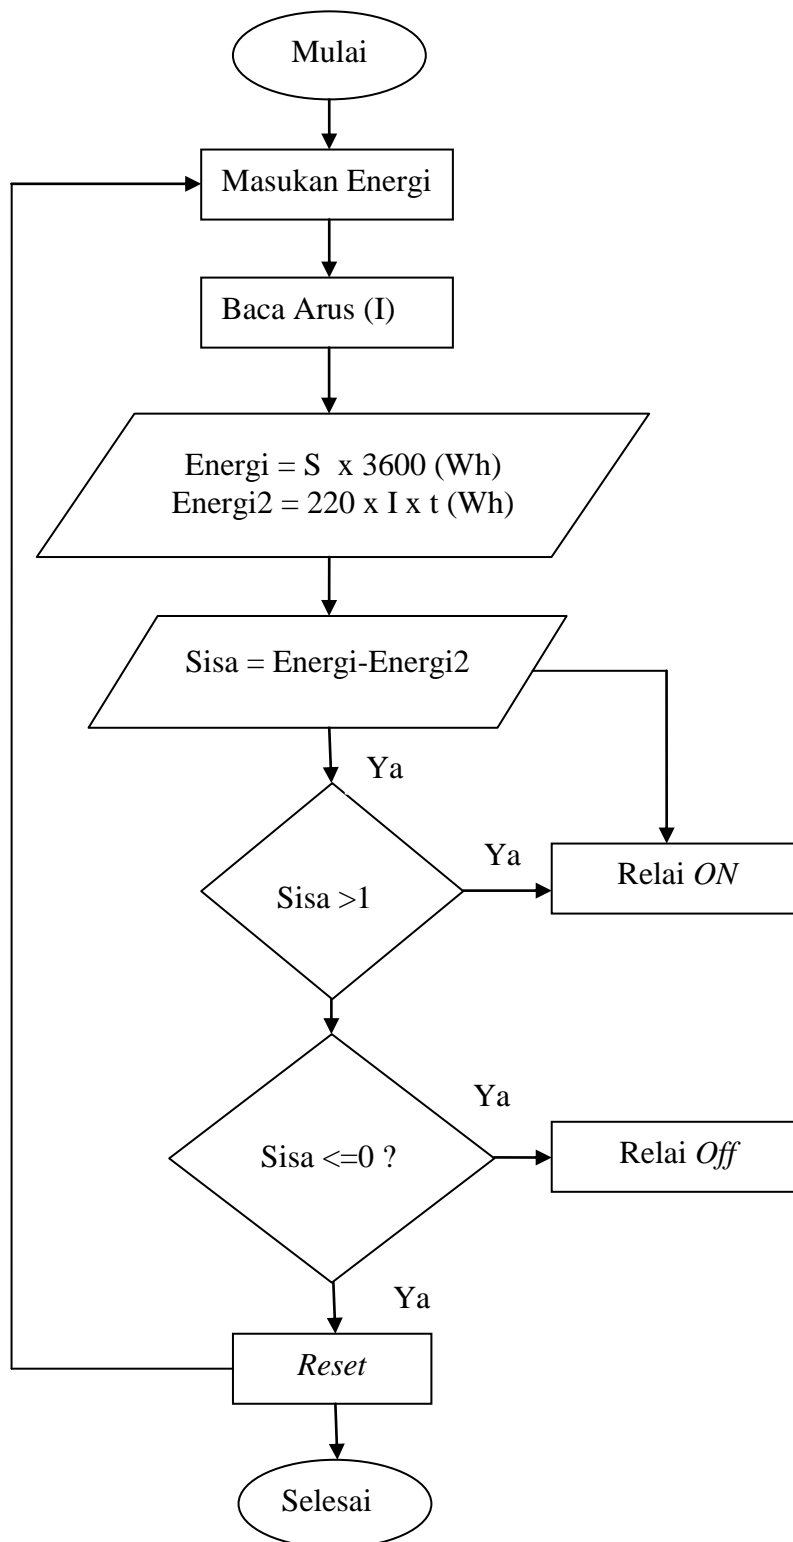 Mulai
Masukan Energi
Baca Arus (I)
Energi = S x 3600 (Wh)
Energi2 = 220 x I x t (Wh)
Sisa = Energi-Energi2
Ya
Sisa >1
Ya
Relai ON
Sisa <=0 ?
Ya
Relai Off
Ya
Reset
Selesai